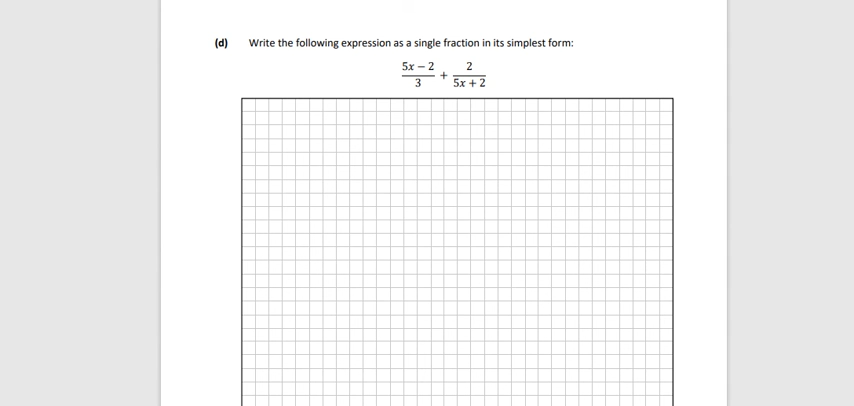 (d) Write the following expression as a single fraction in its simplest form:
5x − 2 / 3 + 2 / 5x + 2